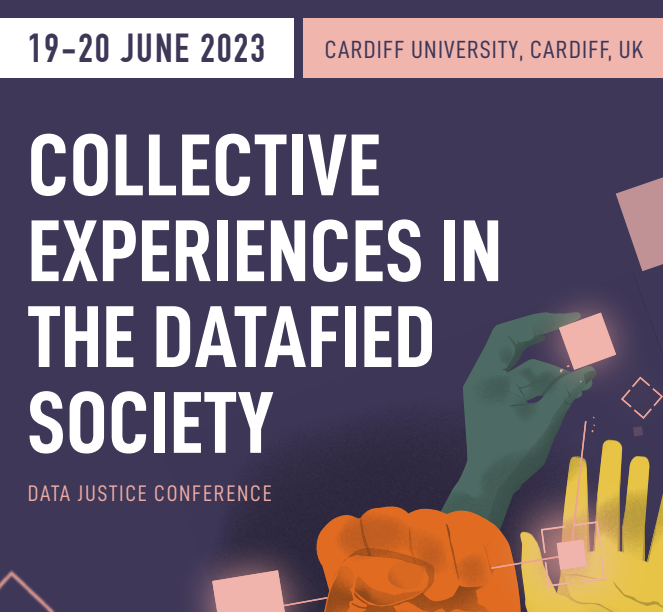 19–20 JUNE 2023
CARDIFF UNIVERSITY, CARDIFF, UK
COLLECTIVE
EXPERIENCES IN
THE DATAFIED
SOCIETY
DATA JUSTICE CONFERENCE